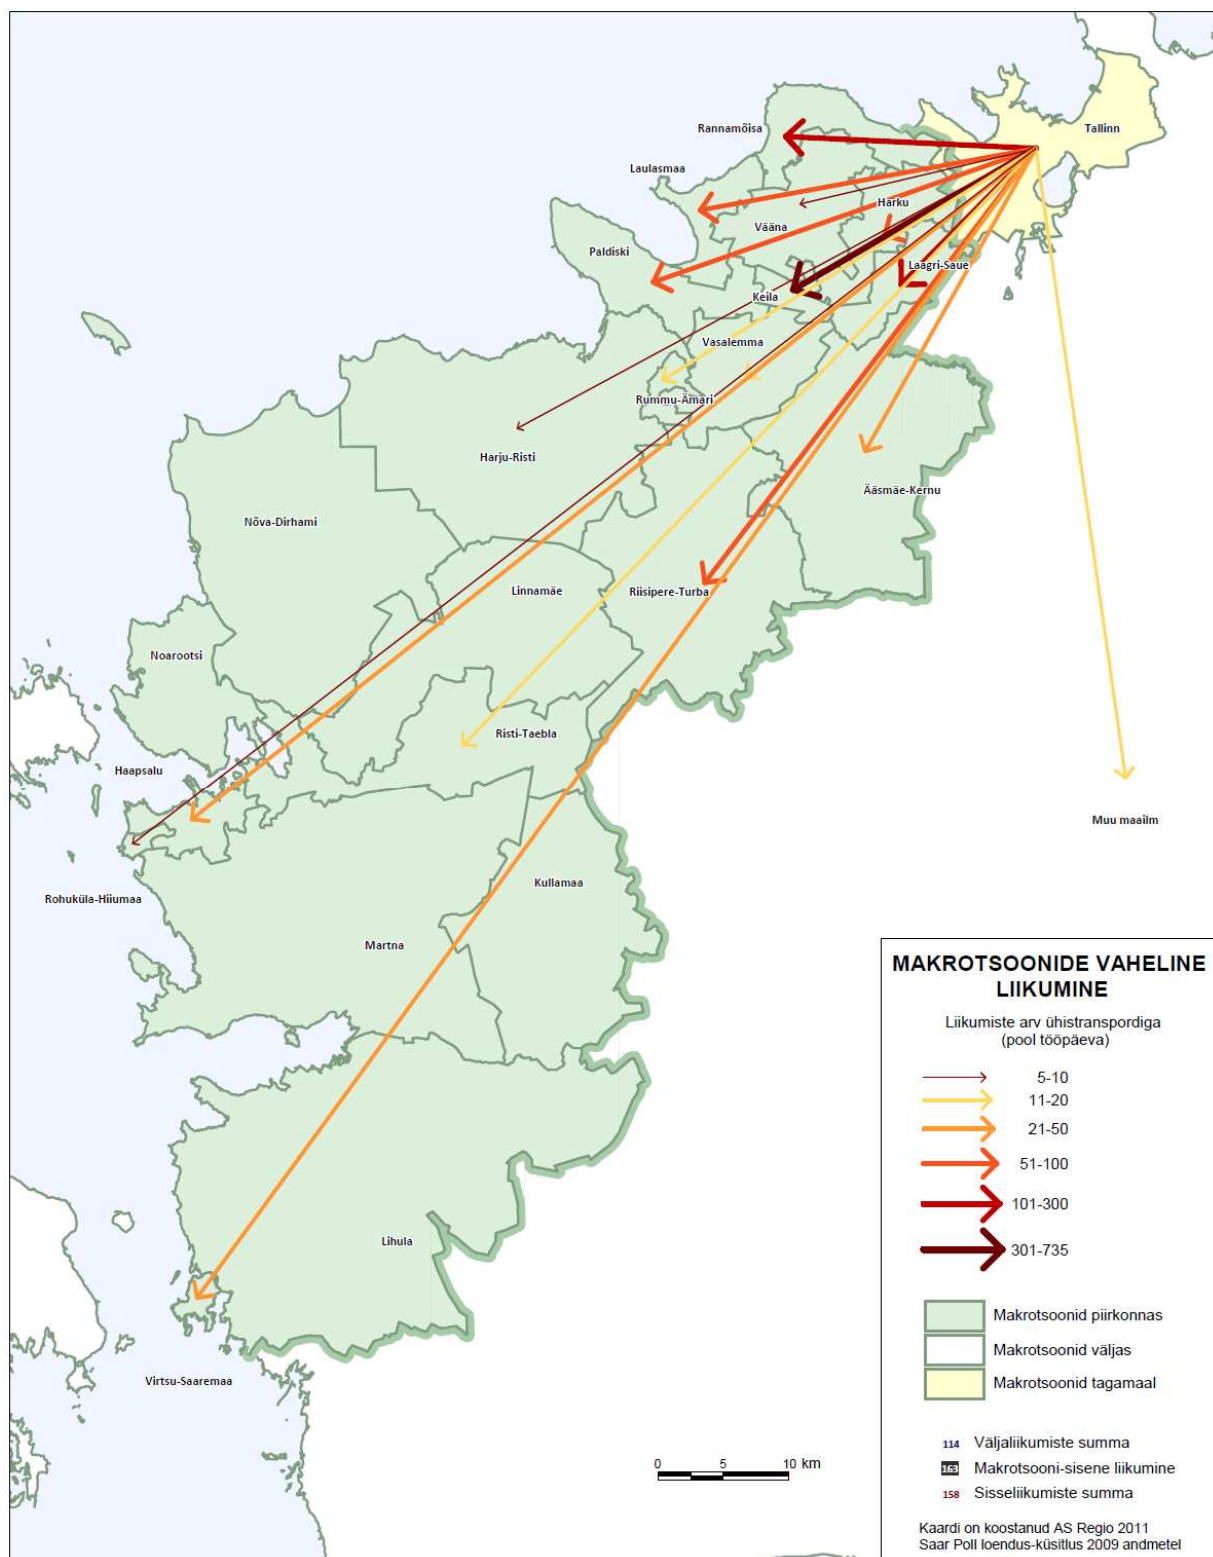 Tallinn
Rannamõisa
Laulasmaa
Harku
Vääna
Paldiski
Laagri-Saue
Keila
Vasalemma
Rummu-Ämari
Harju-Risti
Ääsmäe-Kernu
Nõva-Dirhami
Linnamäe
Riisipere-Turba
Noarootsi
Risti-Taebla
Haapsalu
Muu maailm
Kullamaa
Rohuküla-Hiiumaa
Martna
Lihula
Virtsu-Saaremaa
0 5 10 km
MAKROTSOONIDE VAHELINE
LIIKUMINE
Liikumiste arv ühistranspordiga
(pool tööpäeva)
5-10
11-20
21-50
51-100
101-300
301-735
Makrotsoonid piirkonnas
Makrotsoonid väljas
Makrotsoonid tagamaal
114 Väljaliikumiste summa
163 Makrotsooni-sisene liikumine
158 Sisseliikumiste summa
Kaardi on koostanud AS Regio 2011
Saar Poll loendus-küsitlus 2009 andmetel